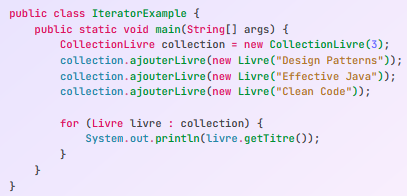 public class IteratorExample {
    public static void main(String[] args) {
        CollectionLivre collection = new CollectionLivre(3);
        collection.ajouterLivre(new Livre("Design Patterns"));
        collection.ajouterLivre(new Livre("Effective Java"));
        collection.ajouterLivre(new Livre("Clean Code"));

        for (Livre livre : collection) {
            System.out.println(livre.getTitre());
        }
    }
}